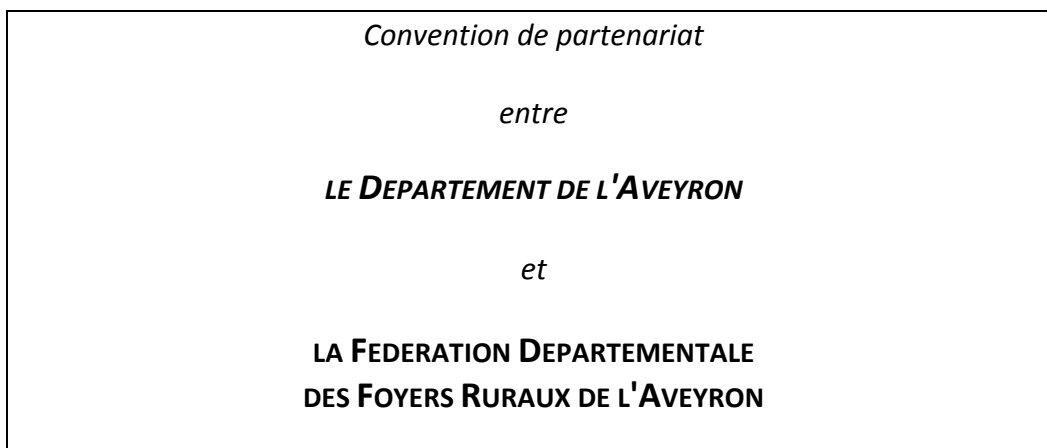 Convention de partenariat
entre
LE DEPARTEMENT DE L'AVEYRON
et
LA FEDERATION DEPARTEMENTALE
DES FOYERS RURAUX DE L'AVEYRON